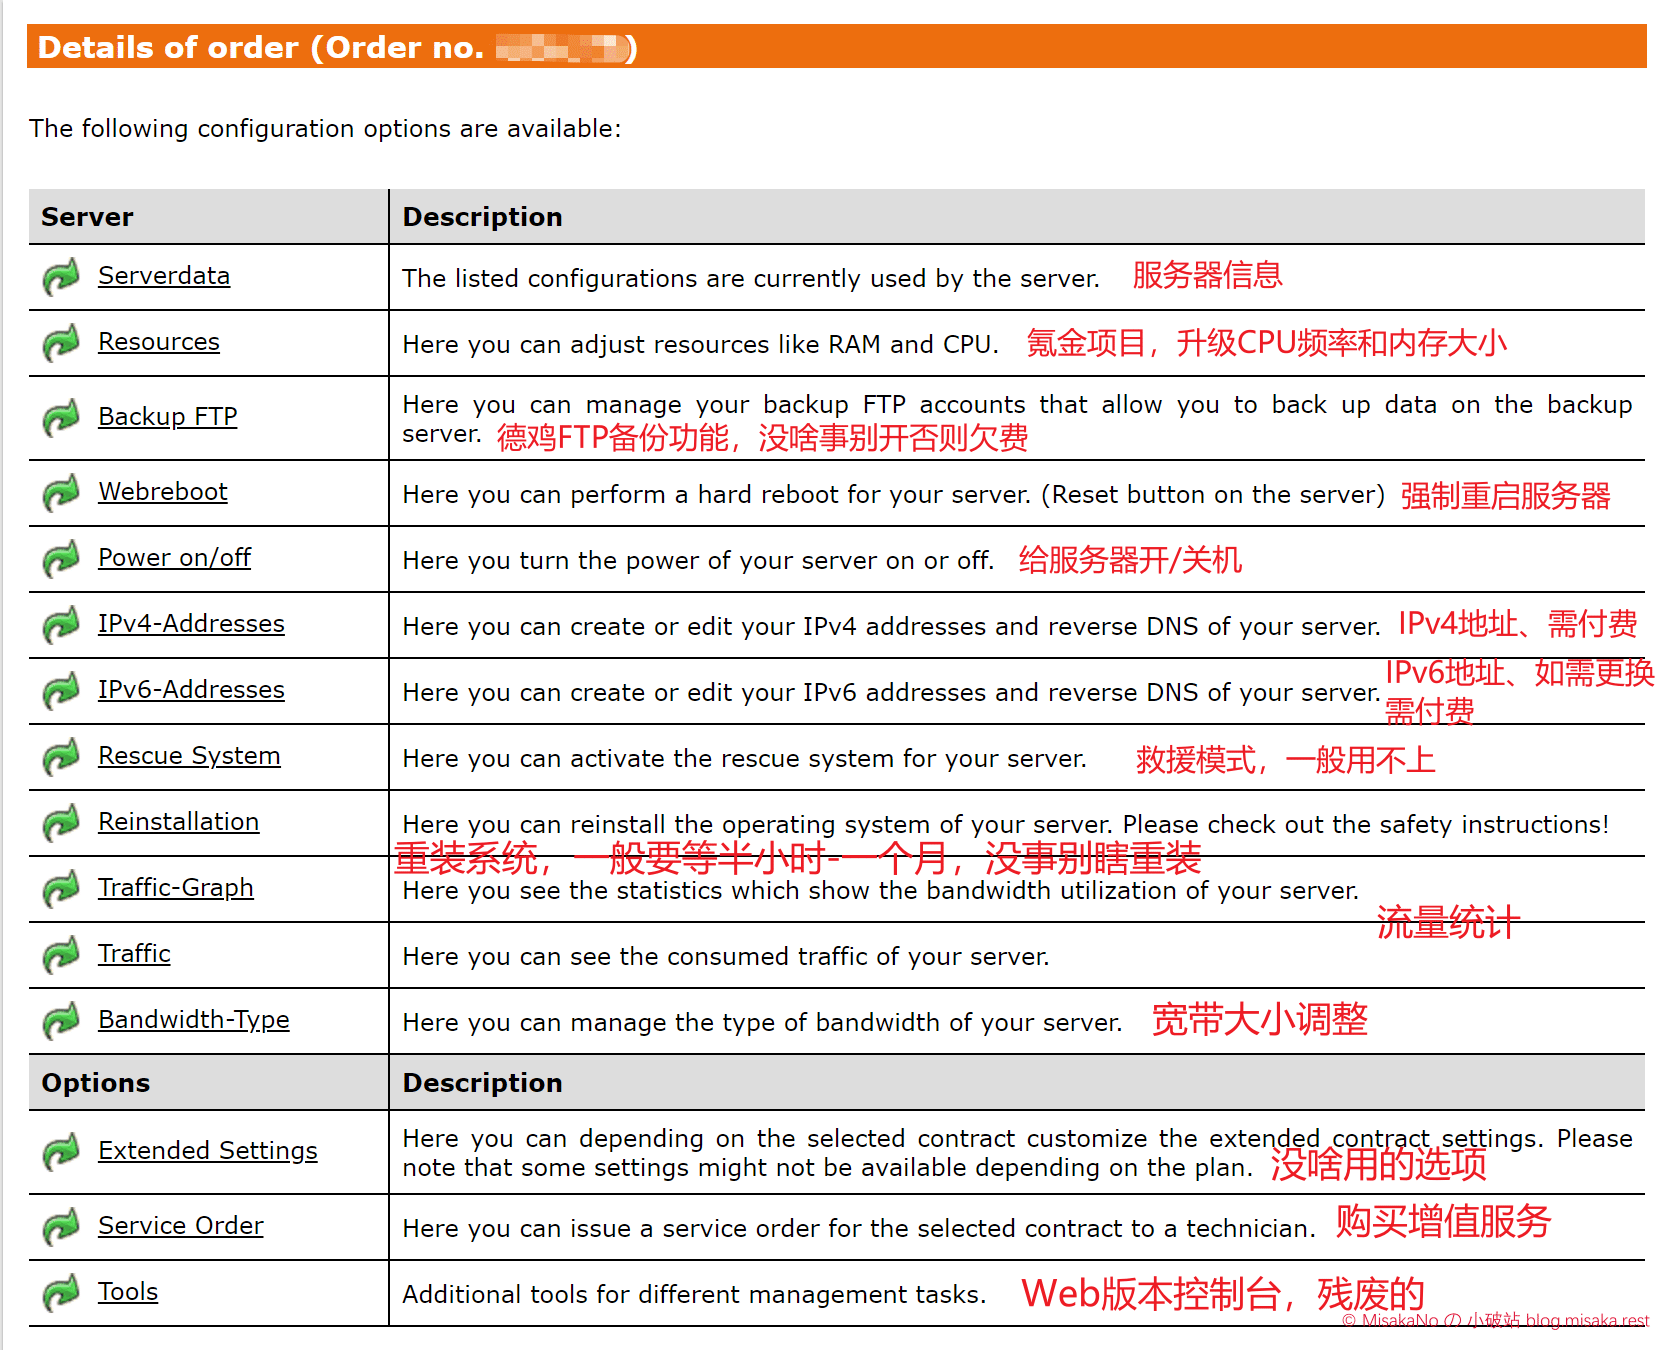 Details of order (Order no. )
The following configuration options are available:
Server Description
Serverdata The listed configurations are currently used by the server. 服务器信息
Resources Here you can adjust resources like RAM and CPU. 氪金项目，升级CPU频率和内存大小
Backup FTP Here you can manage your backup FTP accounts that allow you to back up data on the backup
server. 德鸡FTP备份功能，没啥事别开否则欠费
Webreboot Here you can perform a hard reboot for your server. (Reset button on the server) 强制重启服务器
Power on/off Here you turn the power of your server on or off. 给服务器开/关机
IPv4-Addresses Here you can create or edit your IPv4 addresses and reverse DNS of your server. IPv4地址、需付费
IPv6-Addresses Here you can create or edit your IPv6 addresses and reverse DNS of your server. IPv6地址、如需更换
需付费
Rescue System Here you can activate the rescue system for your server. 救援模式，一般用不上
Reinstallation Here you can reinstall the operating system of your server. Please check out the safety instructions!
重装系统，一般要等半小时-一个月，没事别瞎重装
Traffic-Graph Here you see the statistics which show the bandwidth utilization of your server.
流量统计
Traffic Here you can see the consumed traffic of your server.
Bandwidth-Type Here you can manage the type of bandwidth of your server. 宽带大小调整
Options Description
Extended Settings Here you can depending on the selected contract customize the extended contract settings. Please
note that some settings might not be available depending on the plan. 没啥用的选项
Service Order Here you can issue a service order for the selected contract to a technician. 购买增值服务
Tools Additional tools for different management tasks. Web版本控制台，残废的
© MisakaNo の 小破站 blog.misaka.rest